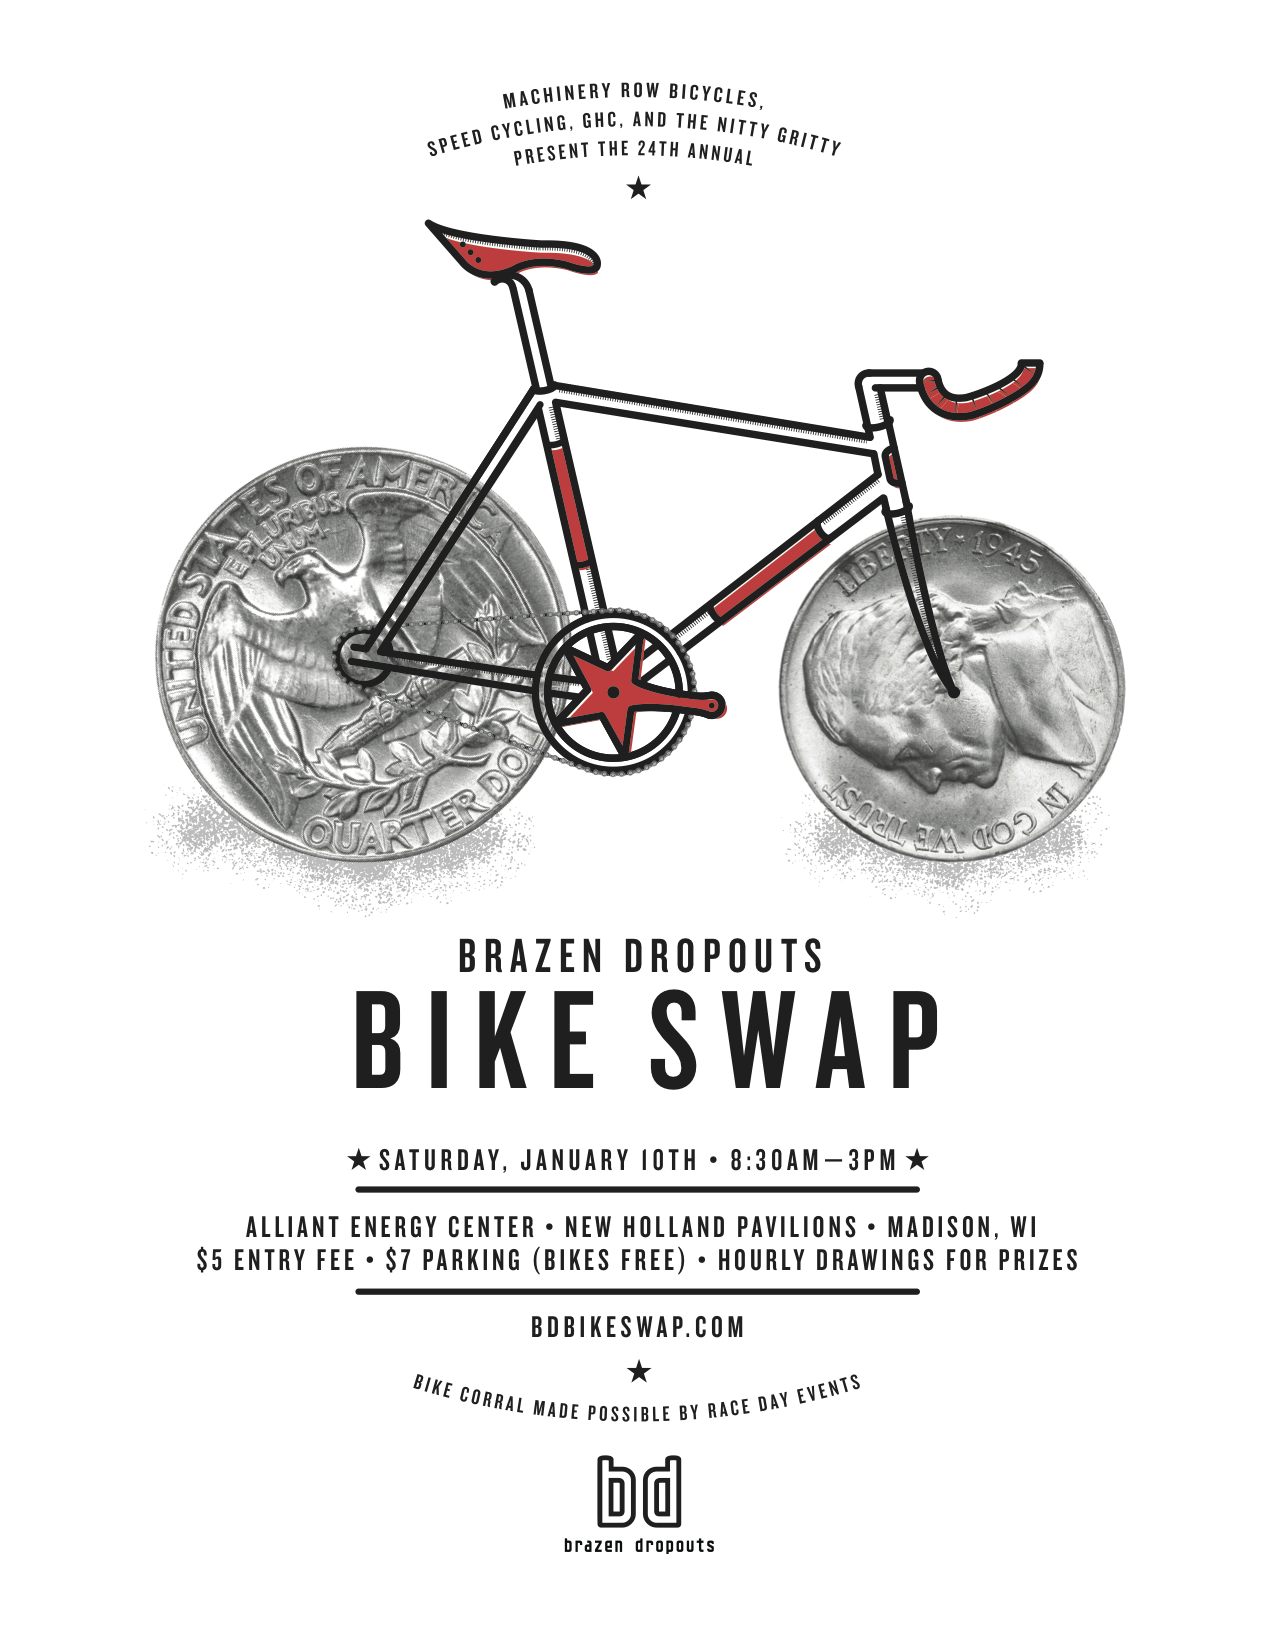 MACHINERY ROW BICYCLES,
SPEED CYCLING, GHC, AND THE NITTY GRITTY
PRESENT THE 24TH ANNUAL
★
UNITED STATES OF AMERICA
E PLURIBUS
UNUM
QUARTER DOL
LIBERTY ★ 1945
IN GOD WE TRUST
BRAZEN DROPOUTS
BIKE SWAP
★ SATURDAY, JANUARY 10TH • 8:30AM–3PM ★
ALLIANT ENERGY CENTER • NEW HOLLAND PAVILIONS • MADISON, WI
$5 ENTRY FEE • $7 PARKING (BIKES FREE) • HOURLY DRAWINGS FOR PRIZES
BDBIKESWAP.COM
★
BIKE CORRAL MADE POSSIBLE BY RACE DAY EVENTS
bd
brazen dropouts